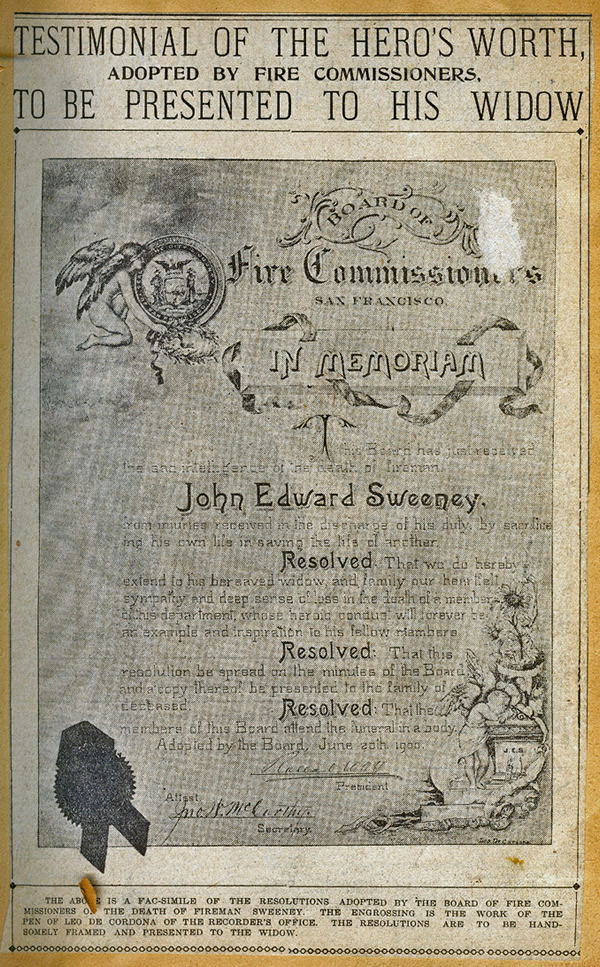 TESTIMONIAL OF THE HERO'S WORTH,
ADOPTED BY FIRE COMMISSIONERS,
TO BE PRESENTED TO HIS WIDOW
BOARD OF
Fire Commissioners
SAN FRANCISCO
IN MEMORIAM
This Board has just received
the sad intelligence of the death of fireman
John Edward Sweeney.
from injuries received in the discharge of his duty, by sacrific
ing his own life in saving the life of another.
Resolved: That we do hereby
extend to his bereaved widow, and family our heartfelt
sympathy and deep sense of loss in the death of a member
of his department, whose heroic conduct will forever be
an example and inspiration to his fellow members
Resolved: That this
resolution be spread on the minutes of the Board
and a copy thereof be presented to the family of
deceased.
Resolved: That the
members of this Board attend the funeral in a body.
Adopted by the Board, June 20th 1900.
President
Attest
Jno. W. McCarthy.
Secretary.
J.E.S.
THE ABOVE IS A FAC-SIMILE OF THE RESOLUTIONS ADOPTED BY THE BOARD OF FIRE COM-
MISSIONERS ON THE DEATH OF FIREMAN SWEENEY. THE ENGROSSING IS THE WORK OF THE
PEN OF LEO DE CORDONA OF THE RECORDER'S OFFICE. THE RESOLUTIONS ARE TO BE HAND-
SOMELY FRAMED AND PRESENTED TO THE WIDOW.